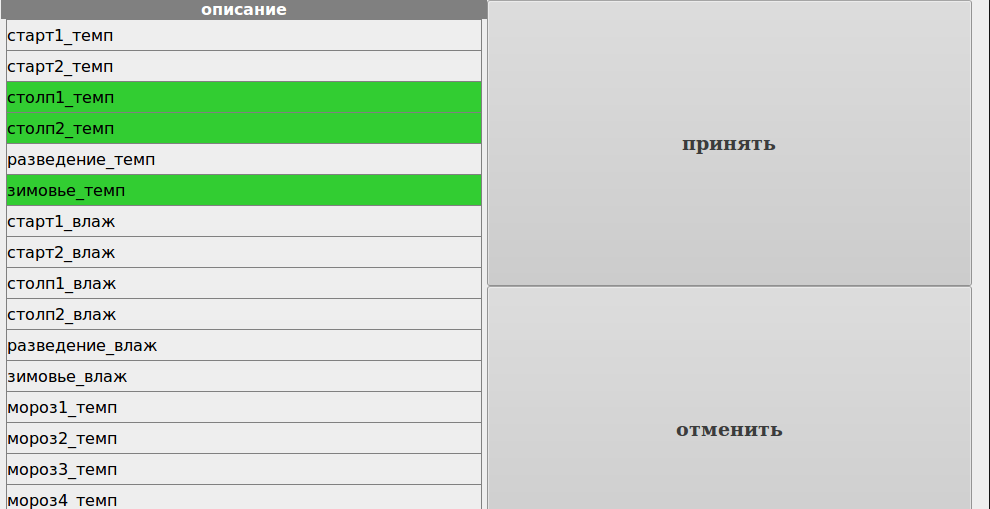 описание
старт1_темп
старт2_темп
столп1_темп
столп2_темп
разведение_темп
зимовье_темп
старт1_влаж
старт2_влаж
столп1_влаж
столп2_влаж
разведение_влаж
зимовье_влаж
мороз1_темп
мороз2_темп
мороз3_темп
мороз4_темп
принять
отменить